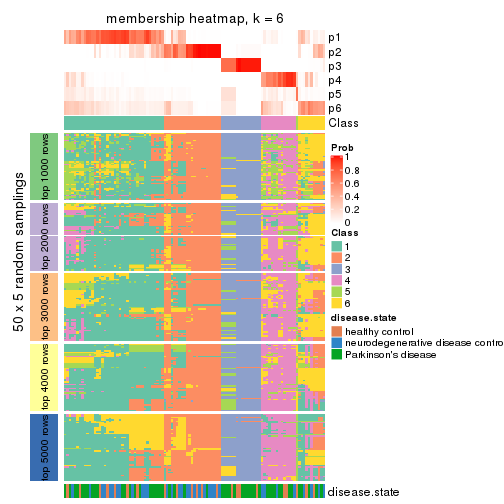 membership heatmap, k = 6
p1
p2
p3
p4
p5
p6
Class
50 x 5 random samplings
top 1000 rows
top 2000 rows
top 3000 rows
top 4000 rows
top 5000 rows
Prob
1
0.8
0.6
0.4
0.2
0
Class
1
2
3
4
5
6
disease.state
healthy control
neurodegenerative disease contro
Parkinson's disease
disease.state